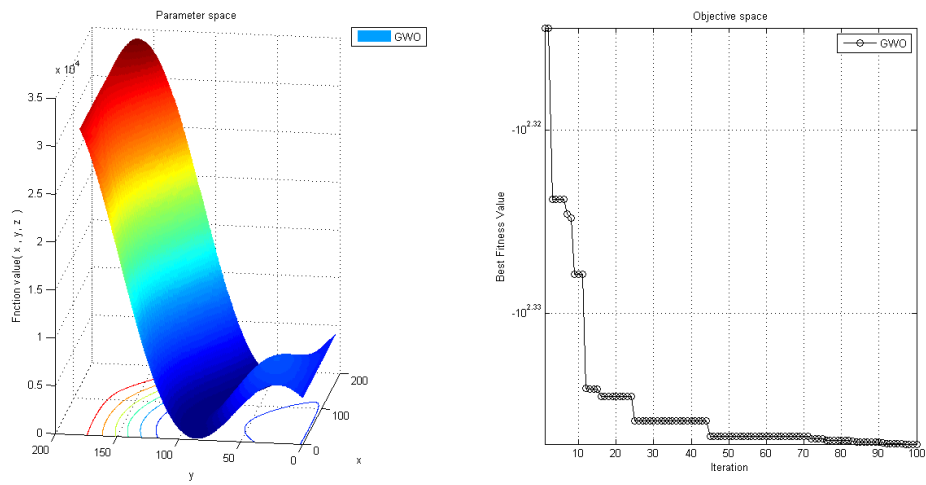 Parameter space
GWO
x 10^4
Fnction value( x , y, z )
3.5
3
2.5
2
1.5
1
0.5
0
200
150
100
50
0
y
0
100
200
x
Objective space
GWO
Best Fitness Value
-10^2.32
-10^2.33
10
20
30
40
50
60
70
80
90
100
Iteration